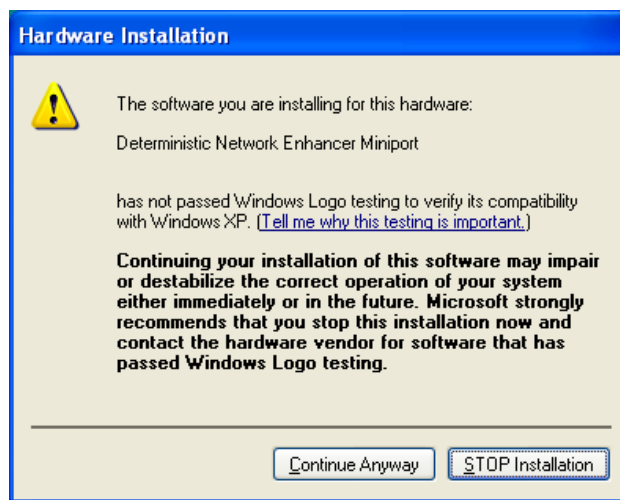 Hardware Installation
The software you are installing for this hardware:
Deterministic Network Enhancer Miniport
has not passed Windows Logo testing to verify its compatibility
with Windows XP. (Tell me why this testing is important.)
Continuing your installation of this software may impair
or destabilize the correct operation of your system
either immediately or in the future. Microsoft strongly
recommends that you stop this installation now and
contact the hardware vendor for software that has
passed Windows Logo testing.
Continue Anyway
STOP Installation